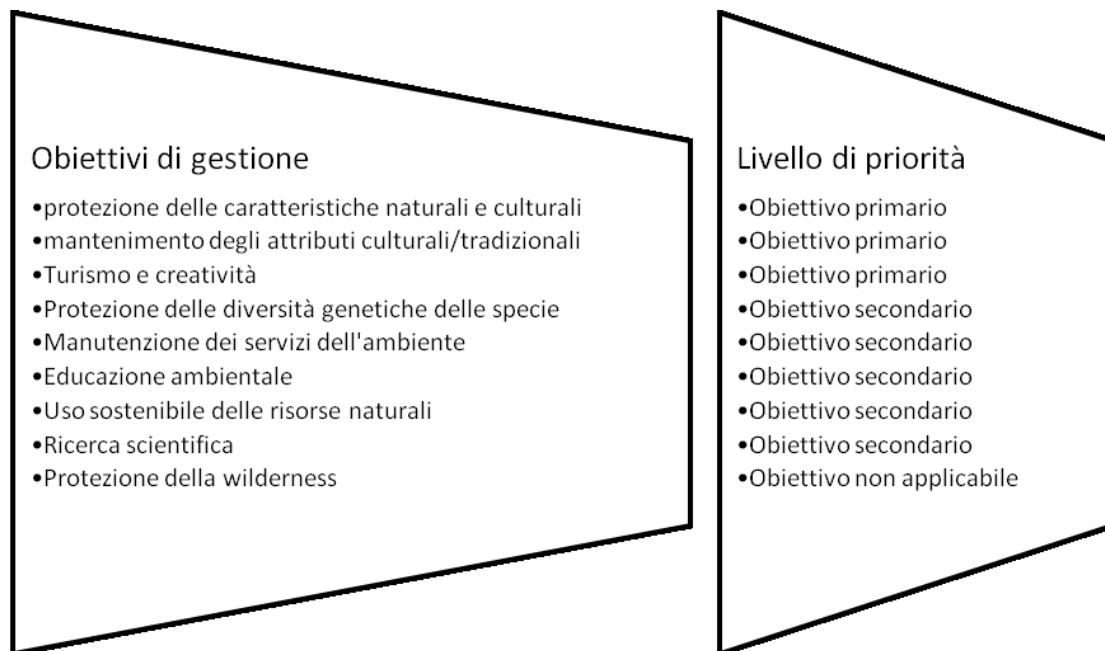 Obiettivi di gestione
•protezione delle caratteristiche naturali e culturali
•mantenimento degli attributi culturali/tradizionali
•Turismo e creatività
•Protezione delle diversità genetiche delle specie
•Manutenzione dei servizi dell'ambiente
•Educazione ambientale
•Uso sostenibile delle risorse naturali
•Ricerca scientifica
•Protezione della wilderness
Livello di priorità
•Obiettivo primario
•Obiettivo primario
•Obiettivo primario
•Obiettivo secondario
•Obiettivo secondario
•Obiettivo secondario
•Obiettivo secondario
•Obiettivo secondario
•Obiettivo non applicabile